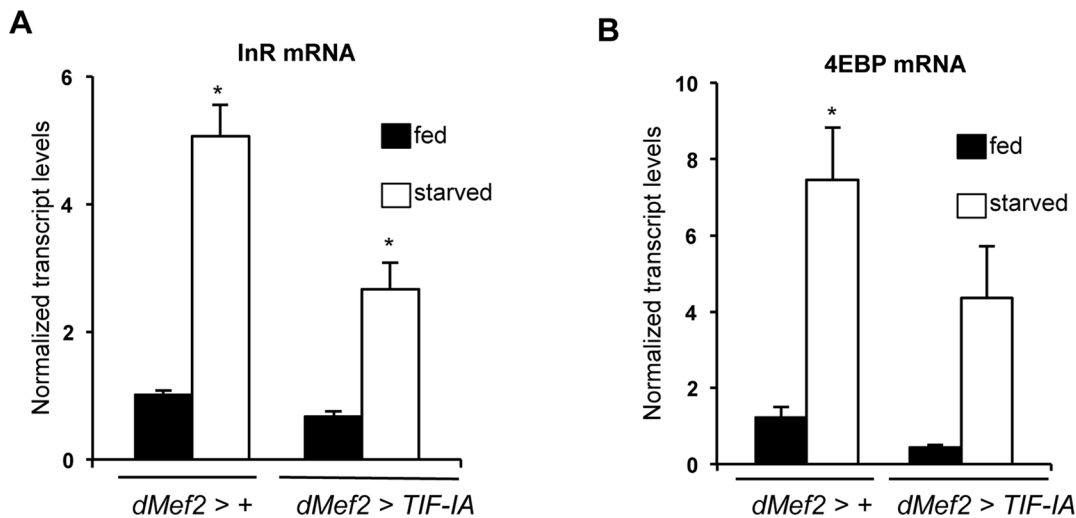 A
InR mRNA
Normalized transcript levels
6
4
2
0
*
*
fed
starved
dMef2 > +
dMef2 > TIF-IA
B
4EBP mRNA
Normalized transcript levels
10
8
6
4
2
0
*
fed
starved
dMef2 > +
dMef2 > TIF-IA